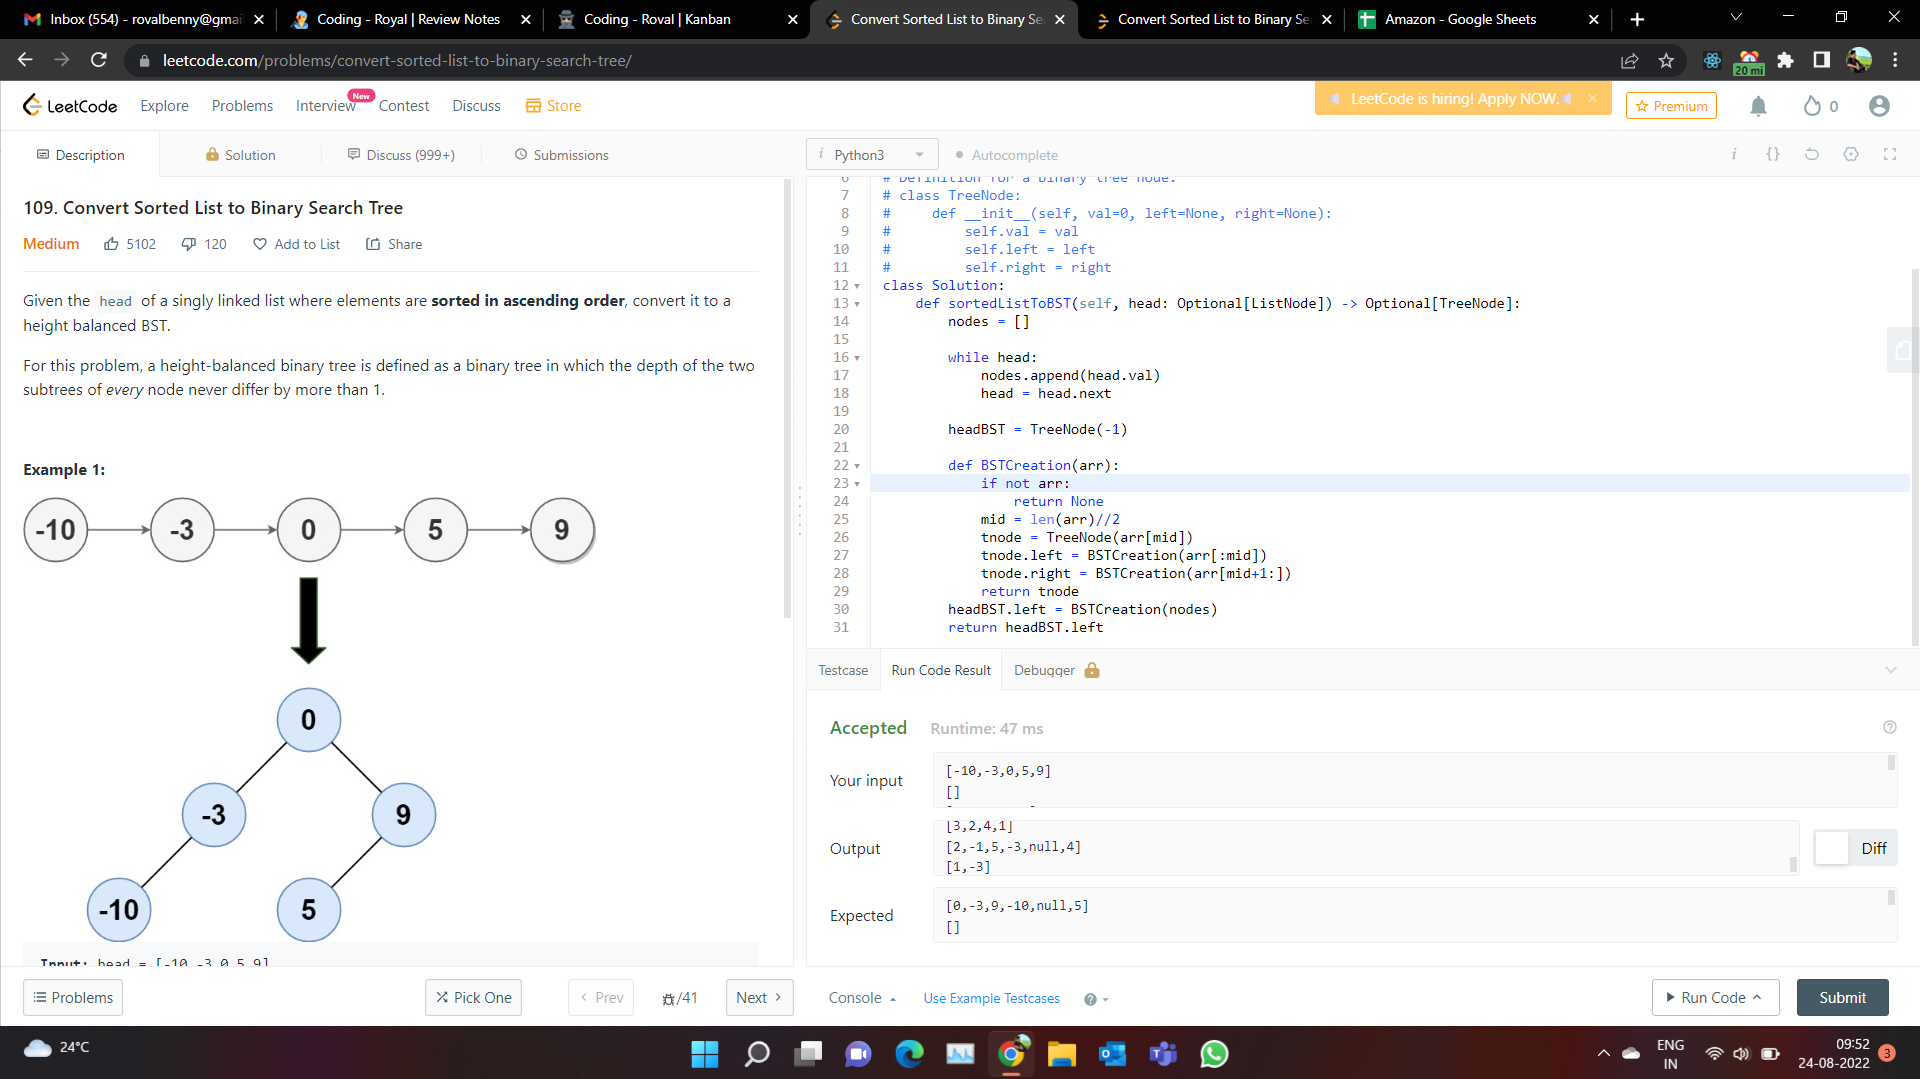 Inbox (554) - rovalbenny@gmai
Coding - Royal | Review Notes
Coding - Roval | Kanban
Convert Sorted List to Binary Se
Convert Sorted List to Binary Se
Amazon - Google Sheets
leetcode.com/problems/convert-sorted-list-to-binary-search-tree/
20 mi
LeetCode
Explore
Problems
Interview
New
Contest
Discuss
Store
LeetCode is hiring! Apply NOW.
Premium
0
Description
Solution
Discuss (999+)
Submissions
i Python3
Autocomplete
109. Convert Sorted List to Binary Search Tree
Medium
5102
120
Add to List
Share
Given the head of a singly linked list where elements are sorted in ascending order, convert it to a
height balanced BST.
For this problem, a height-balanced binary tree is defined as a binary tree in which the depth of the two
subtrees of every node never differ by more than 1.
Example 1:
-10
-3
0
5
9
0
-3
9
-10
5
Input: head = [-10,-3,0,5,9]
6 # Definition for a binary tree node.
7 # class TreeNode:
8 #     def __init__(self, val=0, left=None, right=None):
9 #         self.val = val
10 #         self.left = left
11 #         self.right = right
12 class Solution:
13     def sortedListToBST(self, head: Optional[ListNode]) -> Optional[TreeNode]:
14         nodes = []
15
16         while head:
17             nodes.append(head.val)
18             head = head.next
19
20         headBST = TreeNode(-1)
21
22         def BSTCreation(arr):
23             if not arr:
24                 return None
25             mid = len(arr)//2
26             tnode = TreeNode(arr[mid])
27             tnode.left = BSTCreation(arr[:mid])
28             tnode.right = BSTCreation(arr[mid+1:])
29             return tnode
30         headBST.left = BSTCreation(nodes)
31         return headBST.left
Testcase
Run Code Result
Debugger
Accepted
Runtime: 47 ms
Your input
[-10,-3,0,5,9]
[]
Output
[3,2,4,1]
[2,-1,5,-3,null,4]
[1,-3]
Diff
Expected
[0,-3,9,-10,null,5]
[]
Problems
Pick One
Prev
/41
Next
Console
Use Example Testcases
Run Code
Submit
24°C
ENG
IN
09:52
24-08-2022
3